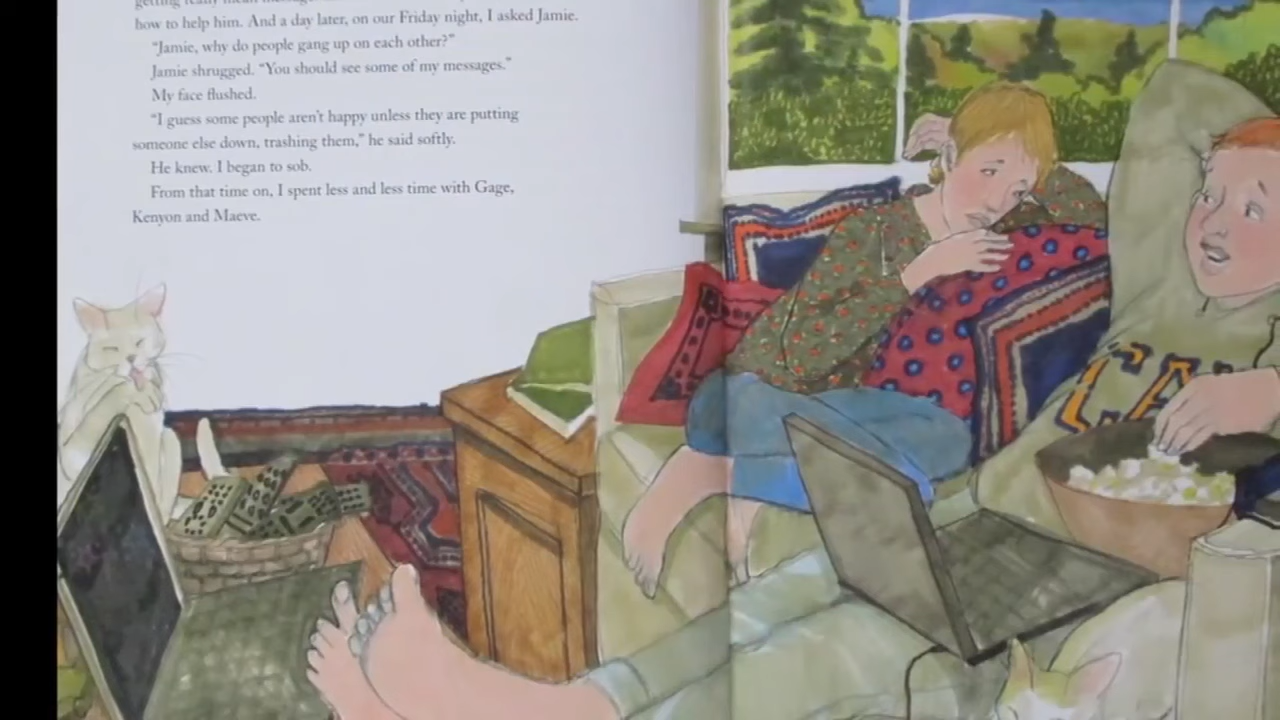 how to help him. And a day later, on our Friday night, I asked Jamie.
“Jamie, why do people gang up on each other?”
Jamie shrugged. “You should see some of my messages.”
My face flushed.
“I guess some people aren’t happy unless they are putting
someone else down, trashing them,” he said softly.
He knew. I began to sob.
From that time on, I spent less and less time with Gage,
Kenyon and Maeve.
CA